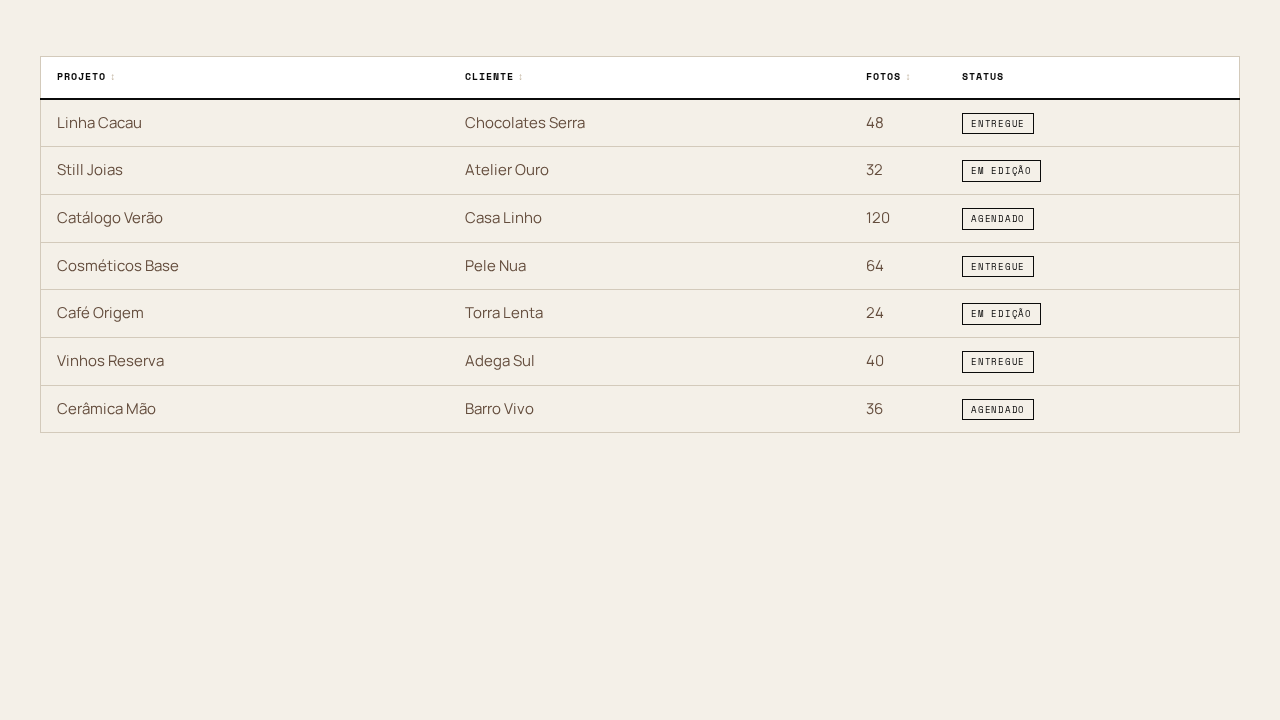 PROJETO ↕ CLIENTE ↕ FOTOS ↕ STATUS
Linha Cacau Chocolates Serra 48 ENTREGUE
Still Joias Atelier Ouro 32 EM EDIÇÃO
Catálogo Verão Casa Linho 120 AGENDADO
Cosméticos Base Pele Nua 64 ENTREGUE
Café Origem Torra Lenta 24 EM EDIÇÃO
Vinhos Reserva Adega Sul 40 ENTREGUE
Cerâmica Mão Barro Vivo 36 AGENDADO